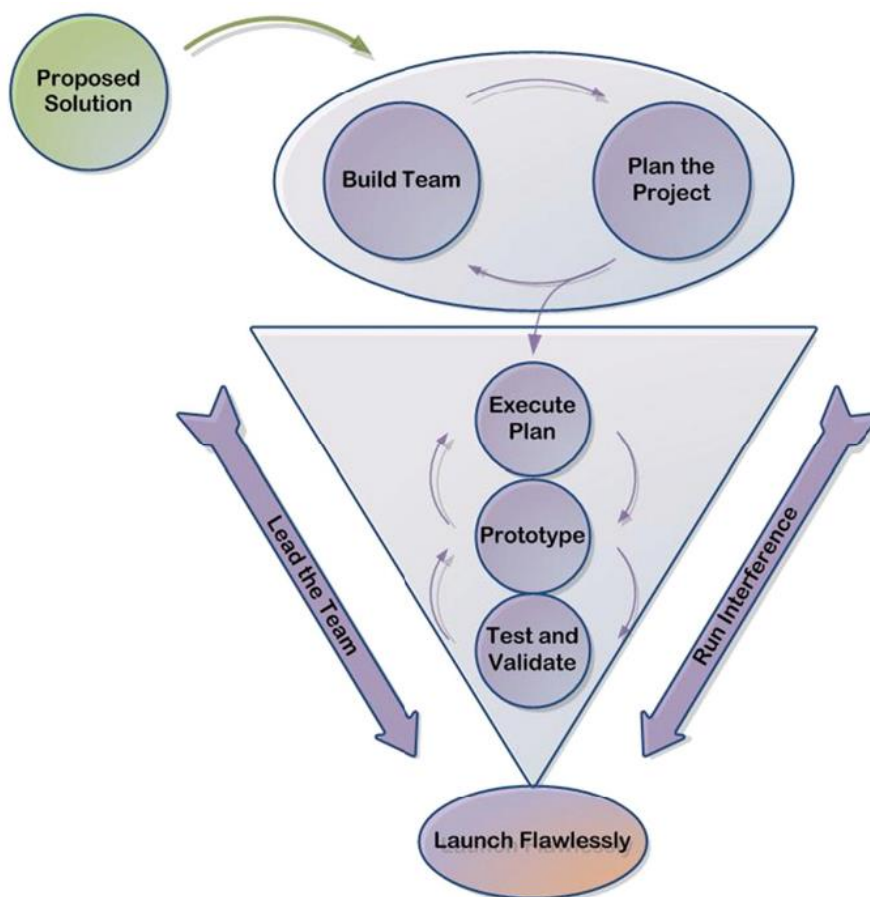 Proposed
Solution
Build Team
Plan the
Project
Execute
Plan
Prototype
Test and
Validate
Lead the Team
Run Interference
Launch Flawlessly